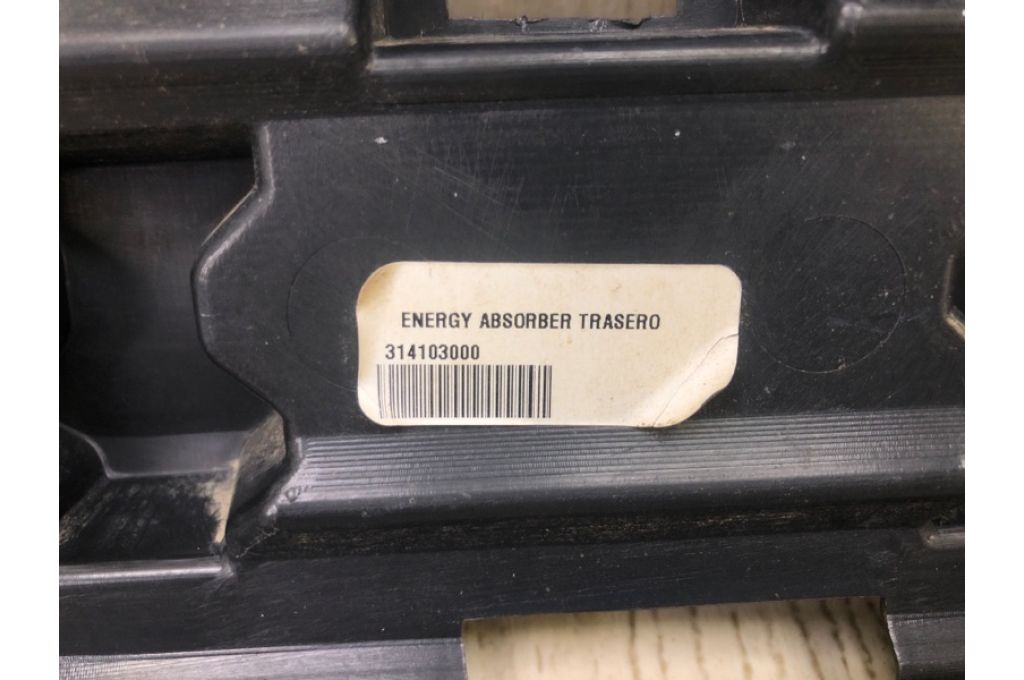 ENERGY ABSORBER TRASERO
314103000